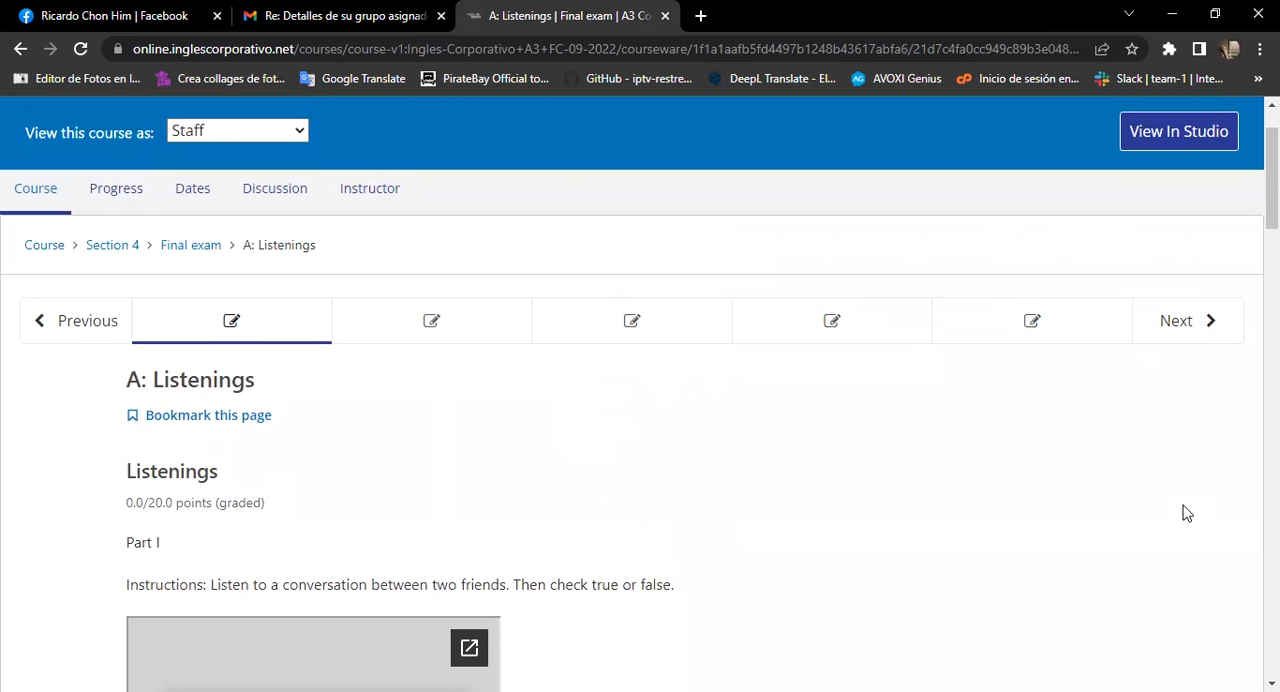 Ricardo Chon Him | Facebook
Re: Detalles de su grupo asignad
A: Listenings | Final exam | A3 Co
online.inglescorporativo.net/courses/course-v1:Ingles-Corporativo+A3+FC-09-2022/courseware/1f1a1aafb5fd4497b1248b43617abfa6/21d7c4fa0cc949c89b3e048...
Editor de Fotos en l...
Crea collages de fot...
Google Translate
PirateBay Official to...
GitHub - iptv-restre...
DeepL Translate - El...
AVOXI Genius
Inicio de sesión en...
Slack | team-1 | Inte...
»
View this course as:
Staff
View In Studio
Course
Progress
Dates
Discussion
Instructor
Course > Section 4 > Final exam > A: Listenings
Previous
Next
A: Listenings
Bookmark this page
Listenings
0.0/20.0 points (graded)
Part I
Instructions: Listen to a conversation between two friends. Then check true or false.